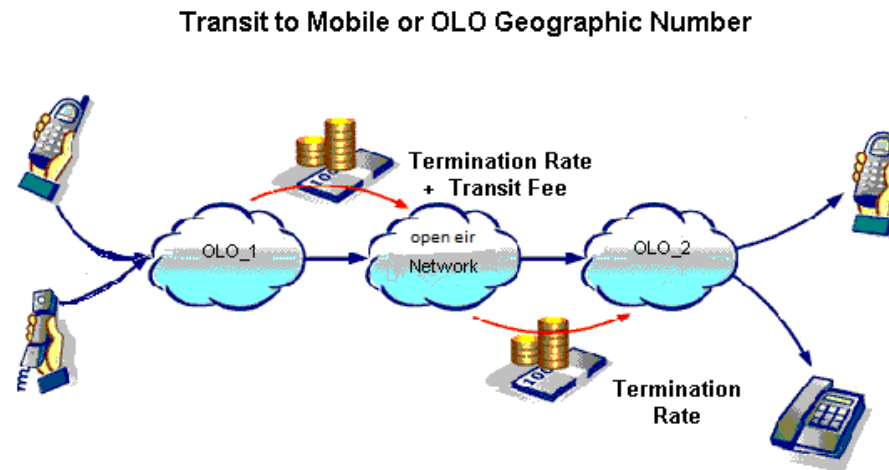 Transit to Mobile or OLO Geographic Number
Termination Rate
+ Transit Fee
OLO_1
open eir
Network
OLO_2
Termination
Rate